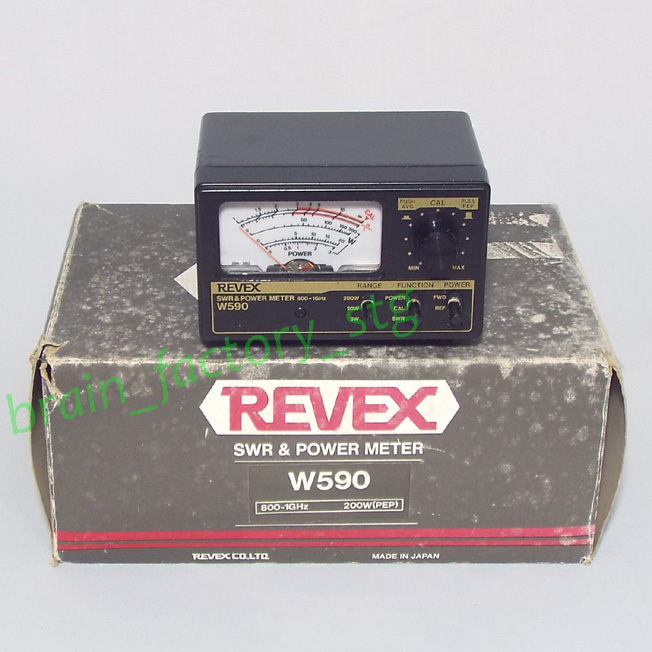 PUSH AVG CAL PULL PEP
MIN MAX
POWER
W
REVEX
SWR & POWER METER 800-1GHz
W590
RANGE FUNCTION POWER
200W POWER FWD
20W CAL REF
SWR
brain_factory_stg
REVEX
SWR & POWER METER
W590
800-1GHz 200W(PEP)
REVEX CO., LTD.
MADE IN JAPAN